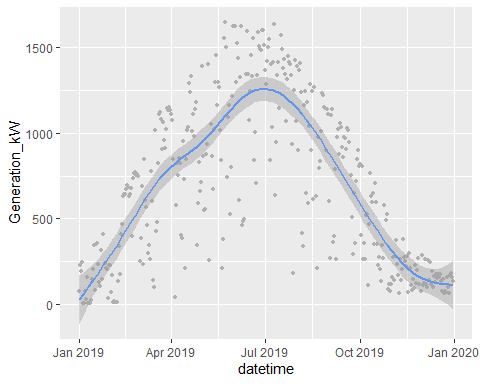 1500
1000
500
0
Generation_kW
Jan 2019
Apr 2019
Jul 2019
Oct 2019
Jan 2020
datetime